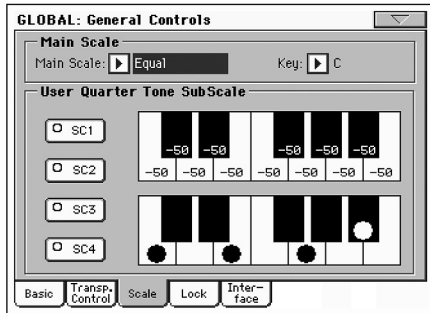 GLOBAL: General Controls
Main Scale
Main Scale: Equal Key: C
User Quarter Tone SubScale
SC1
-50 -50 -50 -50 -50
SC2
-50 -50 -50 -50 -50 -50 -50
SC3
SC4
Basic Transp. Control Scale Lock Inter-face